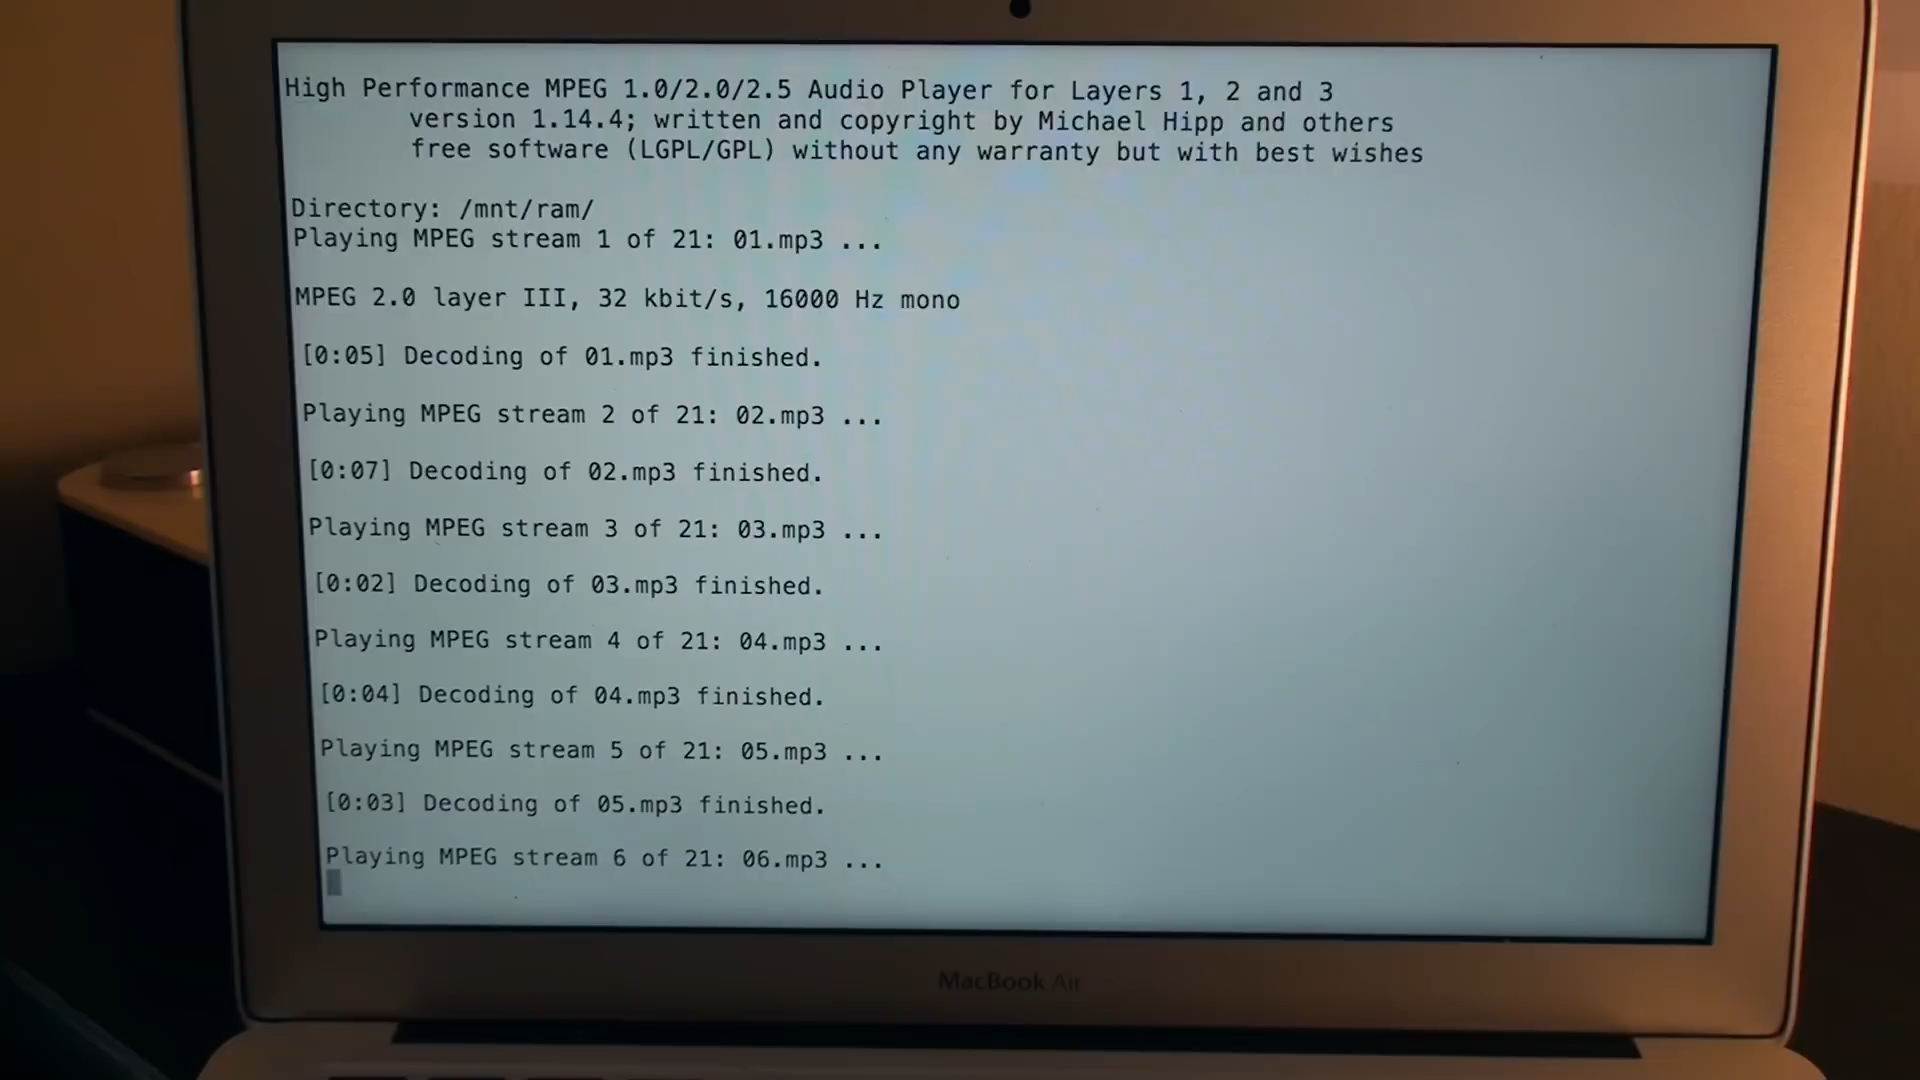 High Performance MPEG 1.0/2.0/2.5 Audio Player for Layers 1, 2 and 3
version 1.14.4; written and copyright by Michael Hipp and others
free software (LGPL/GPL) without any warranty but with best wishes
Directory: /mnt/ram/
Playing MPEG stream 1 of 21: 01.mp3 ...
MPEG 2.0 layer III, 32 kbit/s, 16000 Hz mono
[0:05] Decoding of 01.mp3 finished.
Playing MPEG stream 2 of 21: 02.mp3 ...
[0:07] Decoding of 02.mp3 finished.
Playing MPEG stream 3 of 21: 03.mp3 ...
[0:02] Decoding of 03.mp3 finished.
Playing MPEG stream 4 of 21: 04.mp3 ...
[0:04] Decoding of 04.mp3 finished.
Playing MPEG stream 5 of 21: 05.mp3 ...
[0:03] Decoding of 05.mp3 finished.
Playing MPEG stream 6 of 21: 06.mp3 ...
MacBook Air